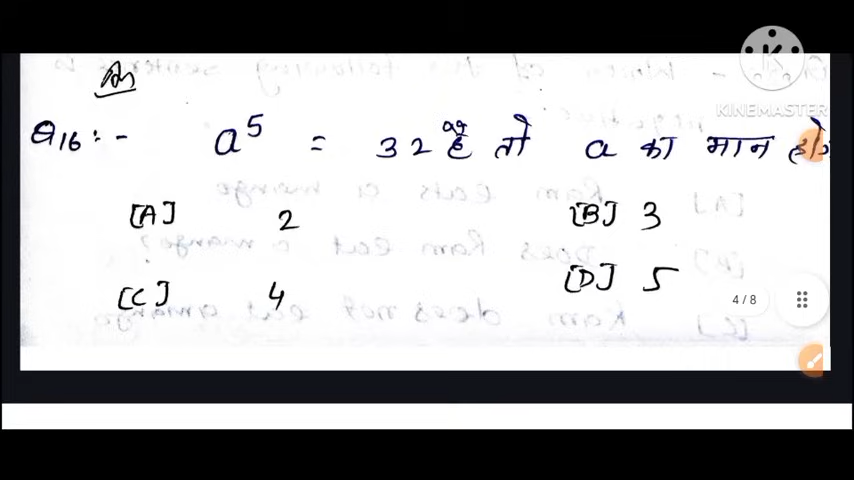 KINEMASTER
Q16:- a⁵ = 32 है तो a का मान
[A] 2 [B] 3
[C] 4 [D] 5
4/8